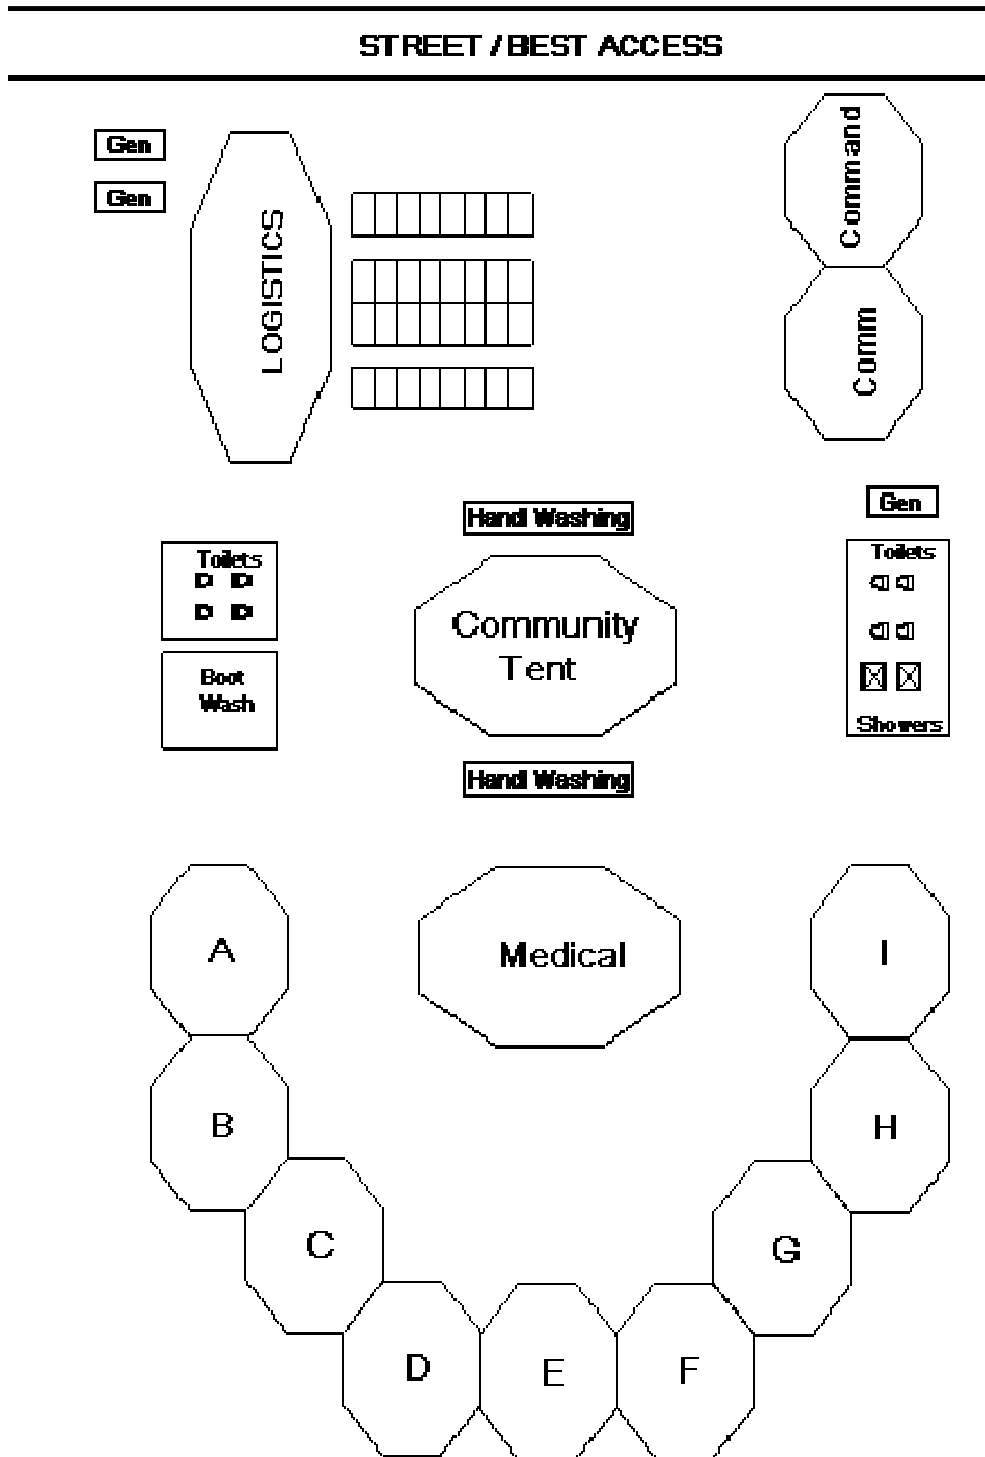 STREET / BEST ACCESS
Gen
Gen
LOGISTICS
Command
Comm
Hand Washing
Gen
Toilets
Boot
Wash
Community
Tent
Toilets
Showers
Hand Washing
A
Medical
I
B
H
C
G
D
E
F